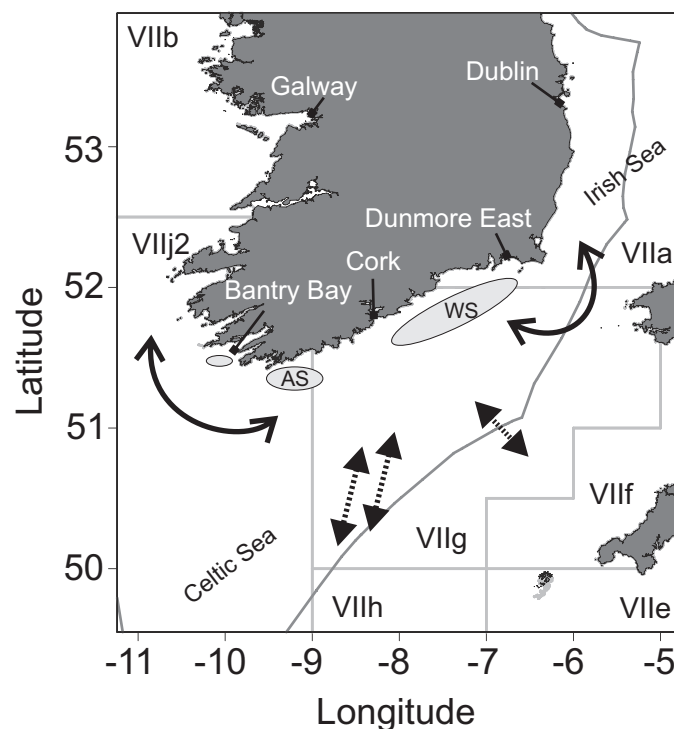 VIIb
Dublin
Galway
53
Irish Sea
Dunmore East
VIIj2
Cork
VIIa
52
Bantry Bay
WS
AS
Latitude
51
VIIf
VIIg
Celtic Sea
50
VIIh
VIIe
-11 -10 -9 -8 -7 -6 -5
Longitude